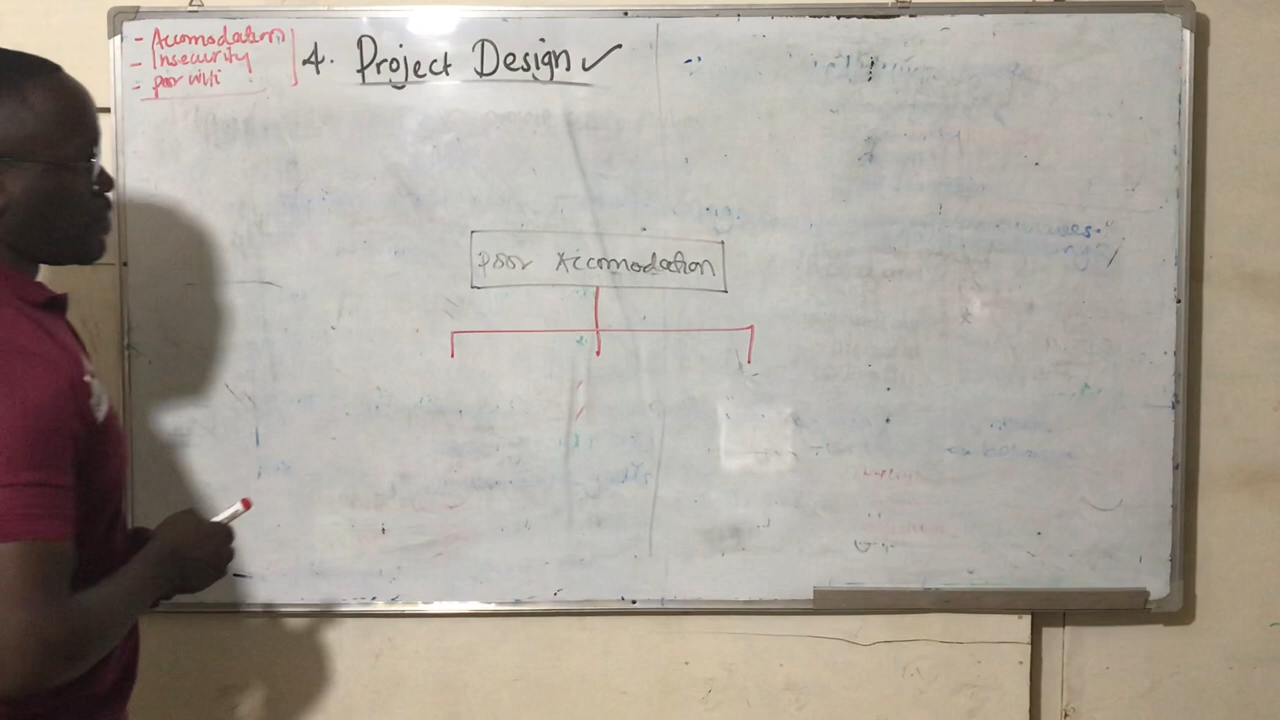 - Accomodation
- Insecurity
- poor wifi
4. Project Design ✓
Poor Accomodation